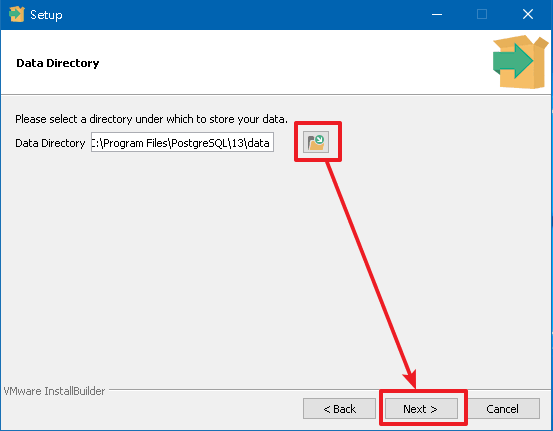 Setup
Data Directory
Please select a directory under which to store your data.
Data Directory :\Program Files\PostgreSQL\13\data
VMware InstallBuilder
< Back Next > Cancel